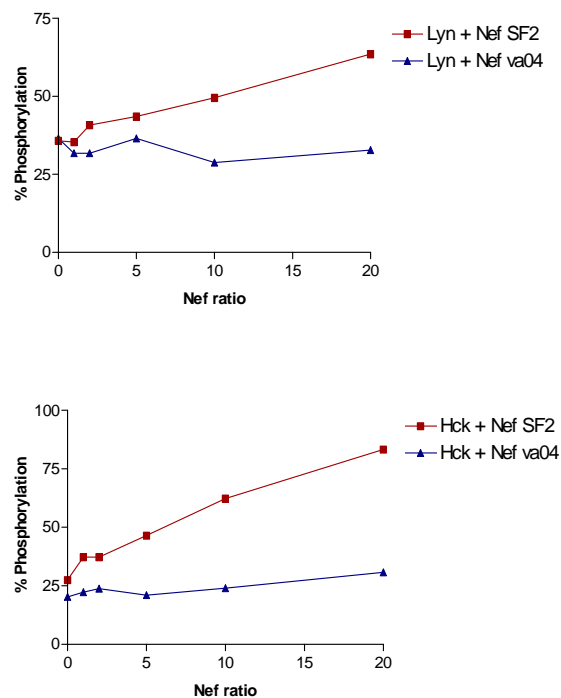 75
50
25
0
% Phosphorylation
0 5 10 15 20
Nef ratio
Lyn + Nef SF2
Lyn + Nef va04
100
75
50
25
0
% Phosphorylation
0 5 10 15 20
Nef ratio
Hck + Nef SF2
Hck + Nef va04